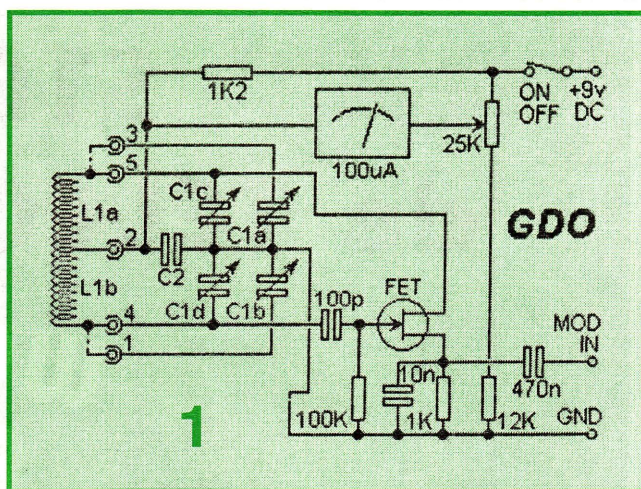 1K2
ON
OFF
+9v
DC
3
5
100uA
25K
C1c
C1a
L1a
GDO
2
C2
L1b
C1d
C1b
100p
FET
4
1
MOD
IN
10n
470n
100K
1K
12K
GND
1